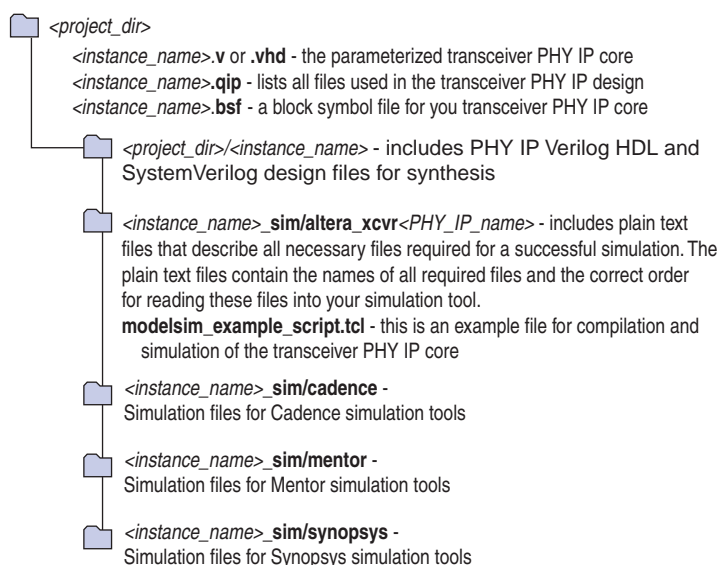 <project_dir>
<instance_name>.v or .vhd - the parameterized transceiver PHY IP core
<instance_name>.qip - lists all files used in the transceiver PHY IP design
<instance_name>.bsf - a block symbol file for you transceiver PHY IP core
<project_dir>/<instance_name> - includes PHY IP Verilog HDL and
SystemVerilog design files for synthesis
<instance_name>_sim/altera_xcvr<PHY_IP_name> - includes plain text
files that describe all necessary files required for a successful simulation. The
plain text files contain the names of all required files and the correct order
for reading these files into your simulation tool.
modelsim_example_script.tcl - this is an example file for compilation and
simulation of the transceiver PHY IP core
<instance_name>_sim/cadence -
Simulation files for Cadence simulation tools
<instance_name>_sim/mentor -
Simulation files for Mentor simulation tools
<instance_name>_sim/synopsys -
Simulation files for Synopsys simulation tools